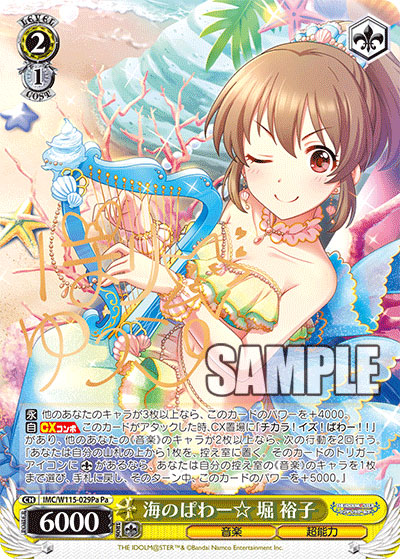 LEVEL
2
1
COST
ほり
ゆうこ
SAMPLE
永 他のあなたのキャラが3枚以上なら、このカードのパワーを+4000。
自 CXコンボ このカードがアタックした時、CX置場に「チカラ！イズ！ぱわー！！」
があり、他のあなたの《音楽》のキャラが2枚以上なら、次の行動を2回行う。
『あなたは自分の山札の上から1枚を、控え室に置く。そのカードのトリガー
アイコンに があるなら、あなたは自分の控え室の《音楽》のキャラを1枚
まで選び、手札に戻し、そのターン中、このカードのパワーを+5000。』
CH
IMC/W115-029Pa Pa
6000
海のぱわー☆ 堀 裕子
音楽
超能力
THE IDOLM@STER™& ©Bandai Namco Entertainment Inc.